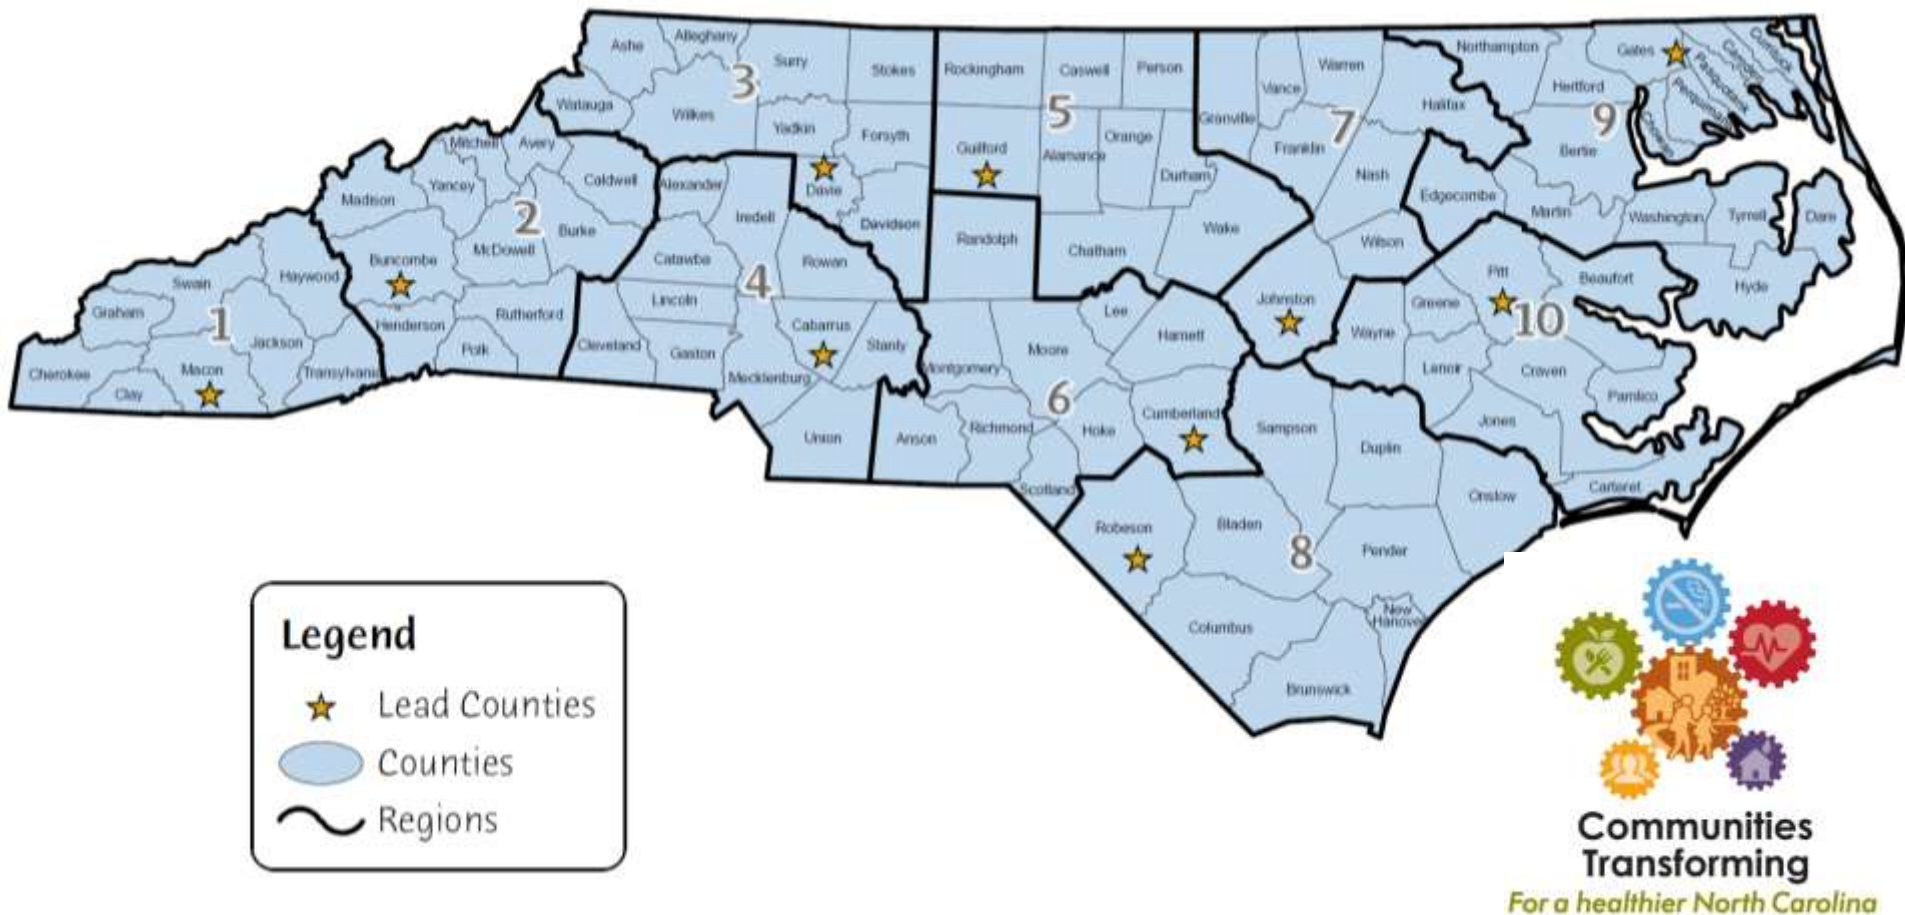 Ashe
Alleghany
Surry
Stokes
Rockingham
Caswell
Person
Granville
Vance
Warren
Northampton
Halifax
Hertford
Gates
Currituck
Camden
Pasquotank
Perquimans
Chowan
3
5
7
9
Watauga
Wilkes
Yadkin
Forsyth
Guilford
Alamance
Orange
Durham
Franklin
Nash
Bertie
Mitchell
Avery
Yancey
Madison
Caldwell
Alexander
Davie
Iredell
Davidson
Edgecombe
Martin
Washington
Tyrrell
Dare
2
Burke
McDowell
Buncombe
Catawba
Rowan
Randolph
Chatham
Wake
Wilson
Pitt
Beaufort
Hyde
Haywood
Swain
Graham
1
Jackson
Henderson
Rutherford
Polk
4
Lincoln
Cabarrus
Cleveland
Gaston
Stanly
Mecklenburg
Lee
Harnett
Johnston
Greene
10
Wayne
Cherokee
Clay
Macon
Transylvania
Montgomery
Moore
6
Lenoir
Craven
Pamlico
Jones
Union
Anson
Richmond
Hoke
Cumberland
Sampson
Duplin
Scotland
Onslow
Carteret
Robeson
Bladen
8
Pender
New
Hanover
Columbus
Brunswick
Legend
Lead Counties
Counties
Regions
Communities
Transforming
For a healthier North Carolina